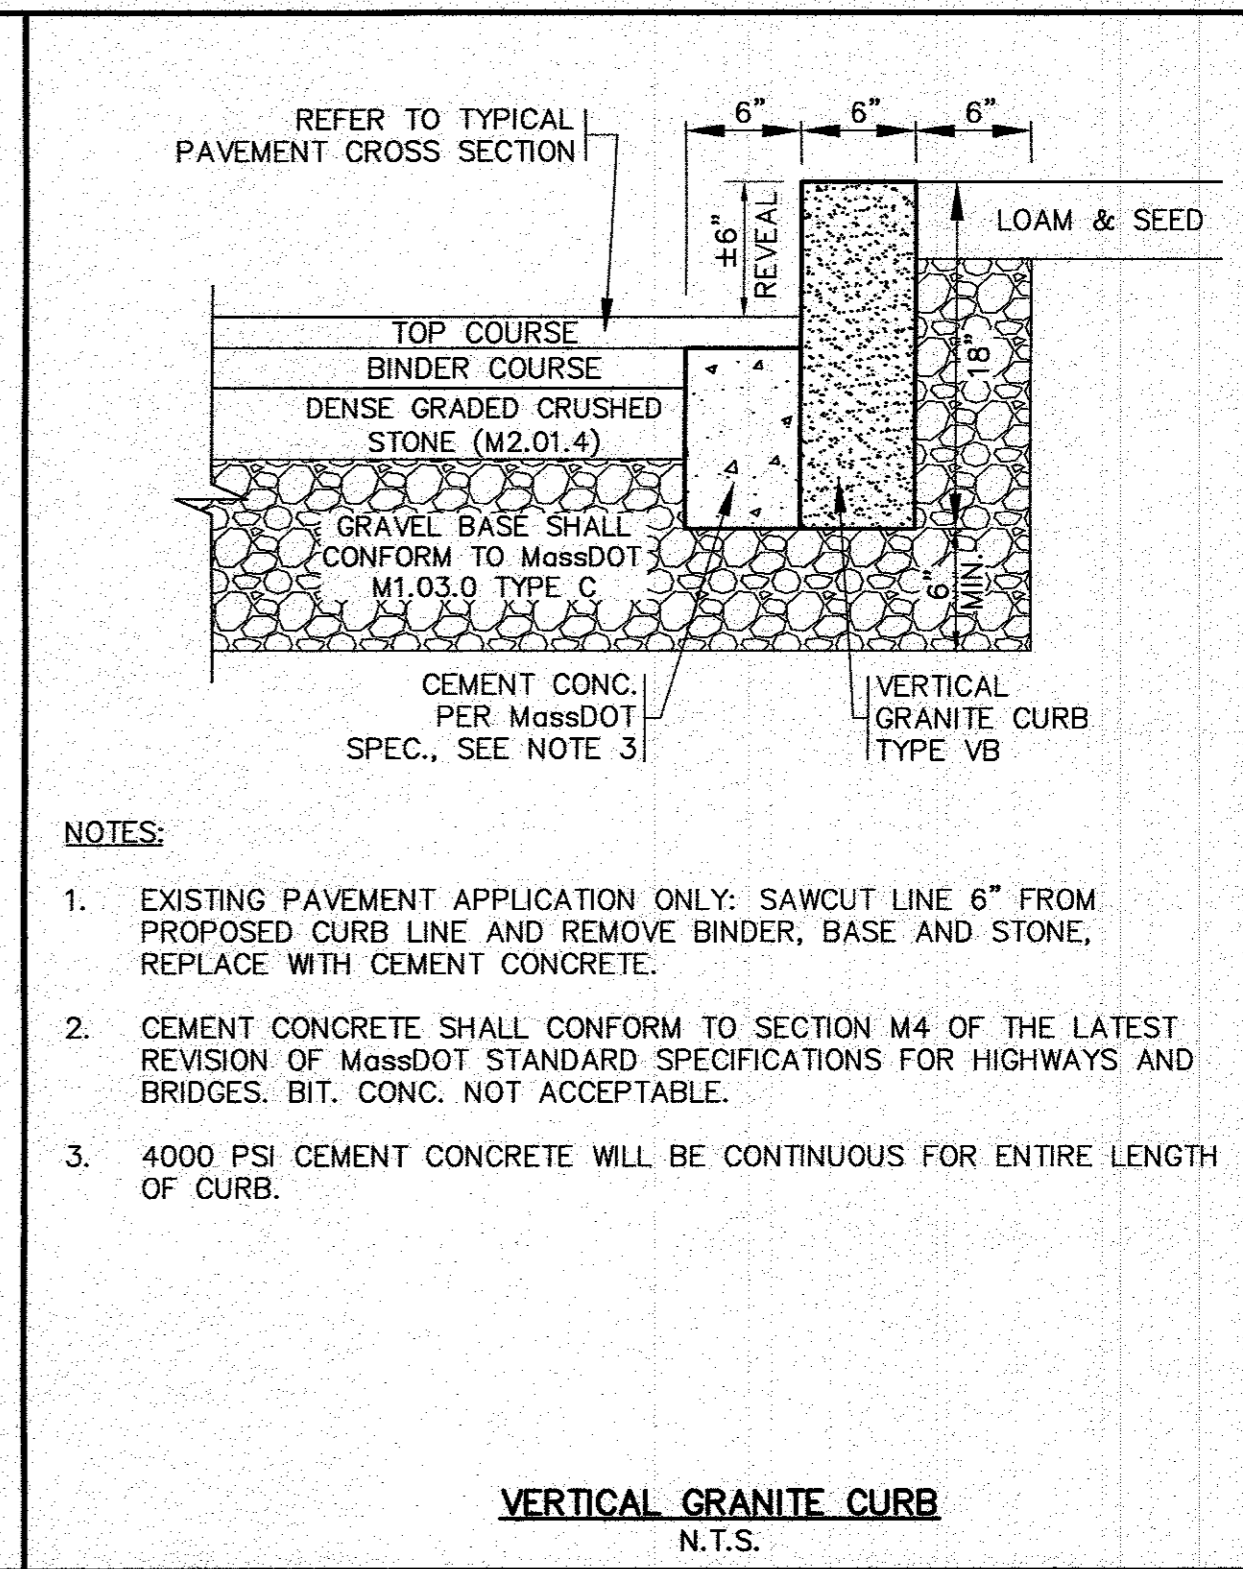 REFER TO TYPICAL
PAVEMENT CROSS SECTION
6" 6" 6"
±6"
REVEAL
LOAM & SEED
18"
TOP COURSE
BINDER COURSE
DENSE GRADED CRUSHED
STONE (M2.01.4)
GRAVEL BASE SHALL
CONFORM TO MassDOT
M1.03.0 TYPE C
6"
MIN.
CEMENT CONC.
PER MassDOT
SPEC., SEE NOTE 3
VERTICAL
GRANITE CURB
TYPE VB
NOTES:
1. EXISTING PAVEMENT APPLICATION ONLY: SAWCUT LINE 6" FROM
PROPOSED CURB LINE AND REMOVE BINDER, BASE AND STONE,
REPLACE WITH CEMENT CONCRETE.
2. CEMENT CONCRETE SHALL CONFORM TO SECTION M4 OF THE LATEST
REVISION OF MassDOT STANDARD SPECIFICATIONS FOR HIGHWAYS AND
BRIDGES. BIT. CONC. NOT ACCEPTABLE.
3. 4000 PSI CEMENT CONCRETE WILL BE CONTINUOUS FOR ENTIRE LENGTH
OF CURB.
VERTICAL GRANITE CURB
N.T.S.